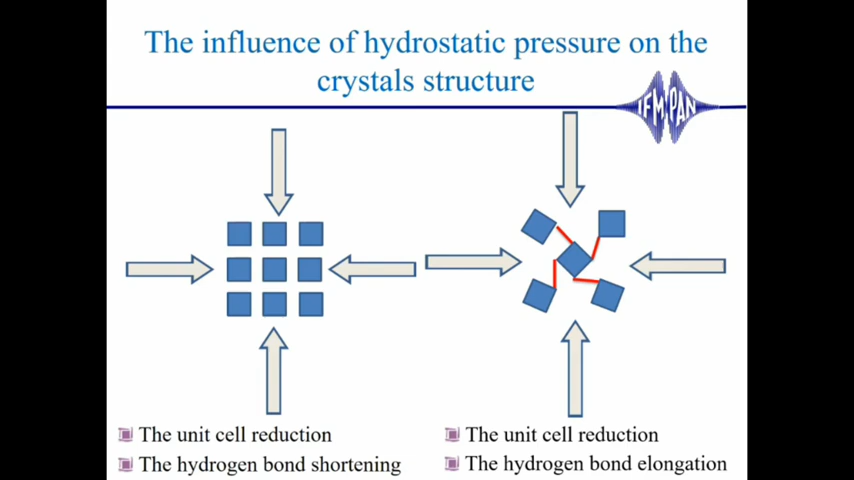 The influence of hydrostatic pressure on the
crystals structure
IFM PAN
The unit cell reduction
The hydrogen bond shortening
The unit cell reduction
The hydrogen bond elongation